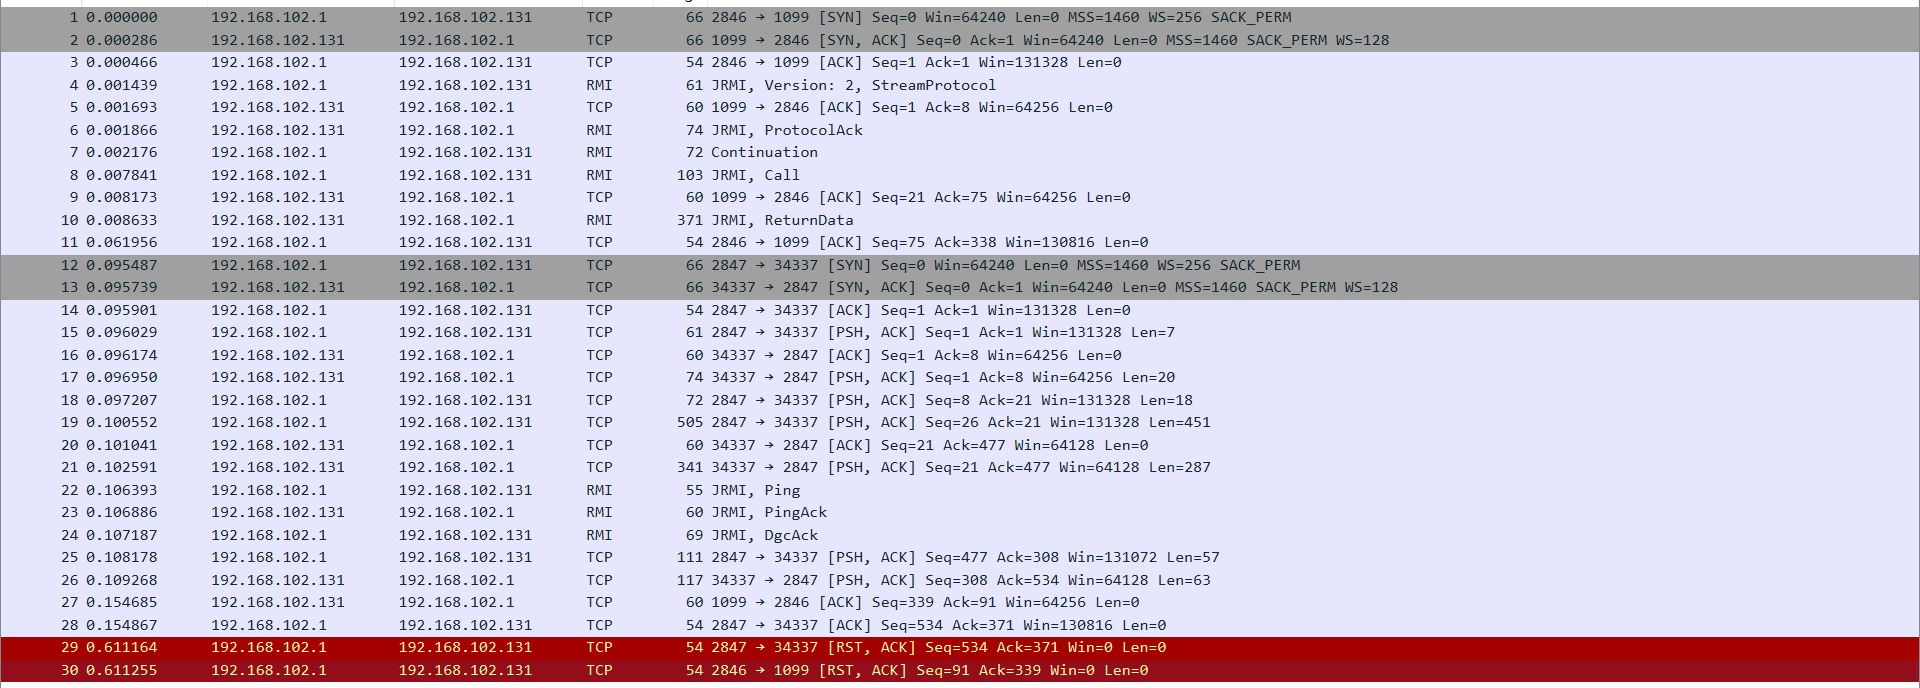 1 0.000000 192.168.102.1 192.168.102.131 TCP 66 2846 → 1099 [SYN] Seq=0 Win=64240 Len=0 MSS=1460 WS=256 SACK_PERM
2 0.000286 192.168.102.131 192.168.102.1 TCP 66 1099 → 2846 [SYN, ACK] Seq=0 Ack=1 Win=64240 Len=0 MSS=1460 SACK_PERM WS=128
3 0.000466 192.168.102.1 192.168.102.131 TCP 54 2846 → 1099 [ACK] Seq=1 Ack=1 Win=131328 Len=0
4 0.001439 192.168.102.1 192.168.102.131 RMI 61 JRMI, Version: 2, StreamProtocol
5 0.001693 192.168.102.131 192.168.102.1 TCP 60 1099 → 2846 [ACK] Seq=1 Ack=8 Win=64256 Len=0
6 0.001866 192.168.102.131 192.168.102.1 RMI 74 JRMI, ProtocolAck
7 0.002176 192.168.102.1 192.168.102.131 RMI 72 Continuation
8 0.007841 192.168.102.1 192.168.102.131 RMI 103 JRMI, Call
9 0.008173 192.168.102.131 192.168.102.1 TCP 60 1099 → 2846 [ACK] Seq=21 Ack=75 Win=64256 Len=0
10 0.008633 192.168.102.131 192.168.102.1 RMI 371 JRMI, ReturnData
11 0.061956 192.168.102.1 192.168.102.131 TCP 54 2846 → 1099 [ACK] Seq=75 Ack=338 Win=130816 Len=0
12 0.095487 192.168.102.1 192.168.102.131 TCP 66 2847 → 34337 [SYN] Seq=0 Win=64240 Len=0 MSS=1460 WS=256 SACK_PERM
13 0.095739 192.168.102.131 192.168.102.1 TCP 66 34337 → 2847 [SYN, ACK] Seq=0 Ack=1 Win=64240 Len=0 MSS=1460 SACK_PERM WS=128
14 0.095901 192.168.102.1 192.168.102.131 TCP 54 2847 → 34337 [ACK] Seq=1 Ack=1 Win=131328 Len=0
15 0.096029 192.168.102.1 192.168.102.131 TCP 61 2847 → 34337 [PSH, ACK] Seq=1 Ack=1 Win=131328 Len=7
16 0.096174 192.168.102.131 192.168.102.1 TCP 60 34337 → 2847 [ACK] Seq=1 Ack=8 Win=64256 Len=0
17 0.096950 192.168.102.131 192.168.102.1 TCP 74 34337 → 2847 [PSH, ACK] Seq=1 Ack=8 Win=64256 Len=20
18 0.097207 192.168.102.1 192.168.102.131 TCP 72 2847 → 34337 [PSH, ACK] Seq=8 Ack=21 Win=131328 Len=18
19 0.100552 192.168.102.1 192.168.102.131 TCP 505 2847 → 34337 [PSH, ACK] Seq=26 Ack=21 Win=131328 Len=451
20 0.101041 192.168.102.131 192.168.102.1 TCP 60 34337 → 2847 [ACK] Seq=21 Ack=477 Win=64128 Len=0
21 0.102591 192.168.102.131 192.168.102.1 TCP 341 34337 → 2847 [PSH, ACK] Seq=21 Ack=477 Win=64128 Len=287
22 0.106393 192.168.102.1 192.168.102.131 RMI 55 JRMI, Ping
23 0.106886 192.168.102.131 192.168.102.1 RMI 60 JRMI, PingAck
24 0.107187 192.168.102.1 192.168.102.131 RMI 69 JRMI, DgcAck
25 0.108178 192.168.102.1 192.168.102.131 TCP 111 2847 → 34337 [PSH, ACK] Seq=477 Ack=308 Win=131072 Len=57
26 0.109268 192.168.102.131 192.168.102.1 TCP 117 34337 → 2847 [PSH, ACK] Seq=308 Ack=534 Win=64128 Len=63
27 0.154685 192.168.102.131 192.168.102.1 TCP 60 1099 → 2846 [ACK] Seq=339 Ack=91 Win=64256 Len=0
28 0.154867 192.168.102.1 192.168.102.131 TCP 54 2847 → 34337 [ACK] Seq=534 Ack=371 Win=130816 Len=0
29 0.611164 192.168.102.1 192.168.102.131 TCP 54 2847 → 34337 [RST, ACK] Seq=534 Ack=371 Win=0 Len=0
30 0.611255 192.168.102.1 192.168.102.131 TCP 54 2846 → 1099 [RST, ACK] Seq=91 Ack=339 Win=0 Len=0